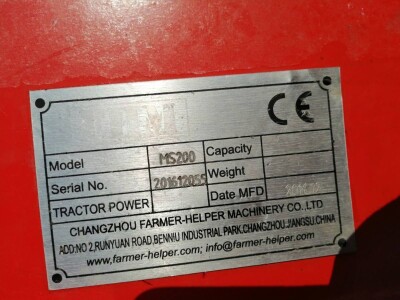 CE
Model MS200 Capacity
Serial No. 201612055 Weight
TRACTOR POWER Date MFD
CHANGZHOU FARMER-HELPER MACHINERY CO.,LTD
ADD:NO 2,RUNYUAN ROAD,BENNIU INDUSTRIAL PARK,CHANGZHOU,JIANGSU,CHINA
www.farmer-helper.com; info@farmer-helper.com